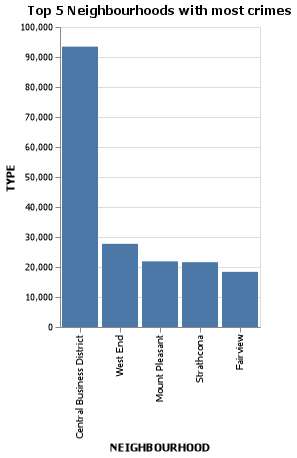 Top 5 Neighbourhoods with most crimes
100,000
90,000
80,000
70,000
60,000
50,000
40,000
30,000
20,000
10,000
0
TYPE
Central Business District
West End
Mount Pleasant
Strathcona
Fairview
NEIGHBOURHOOD